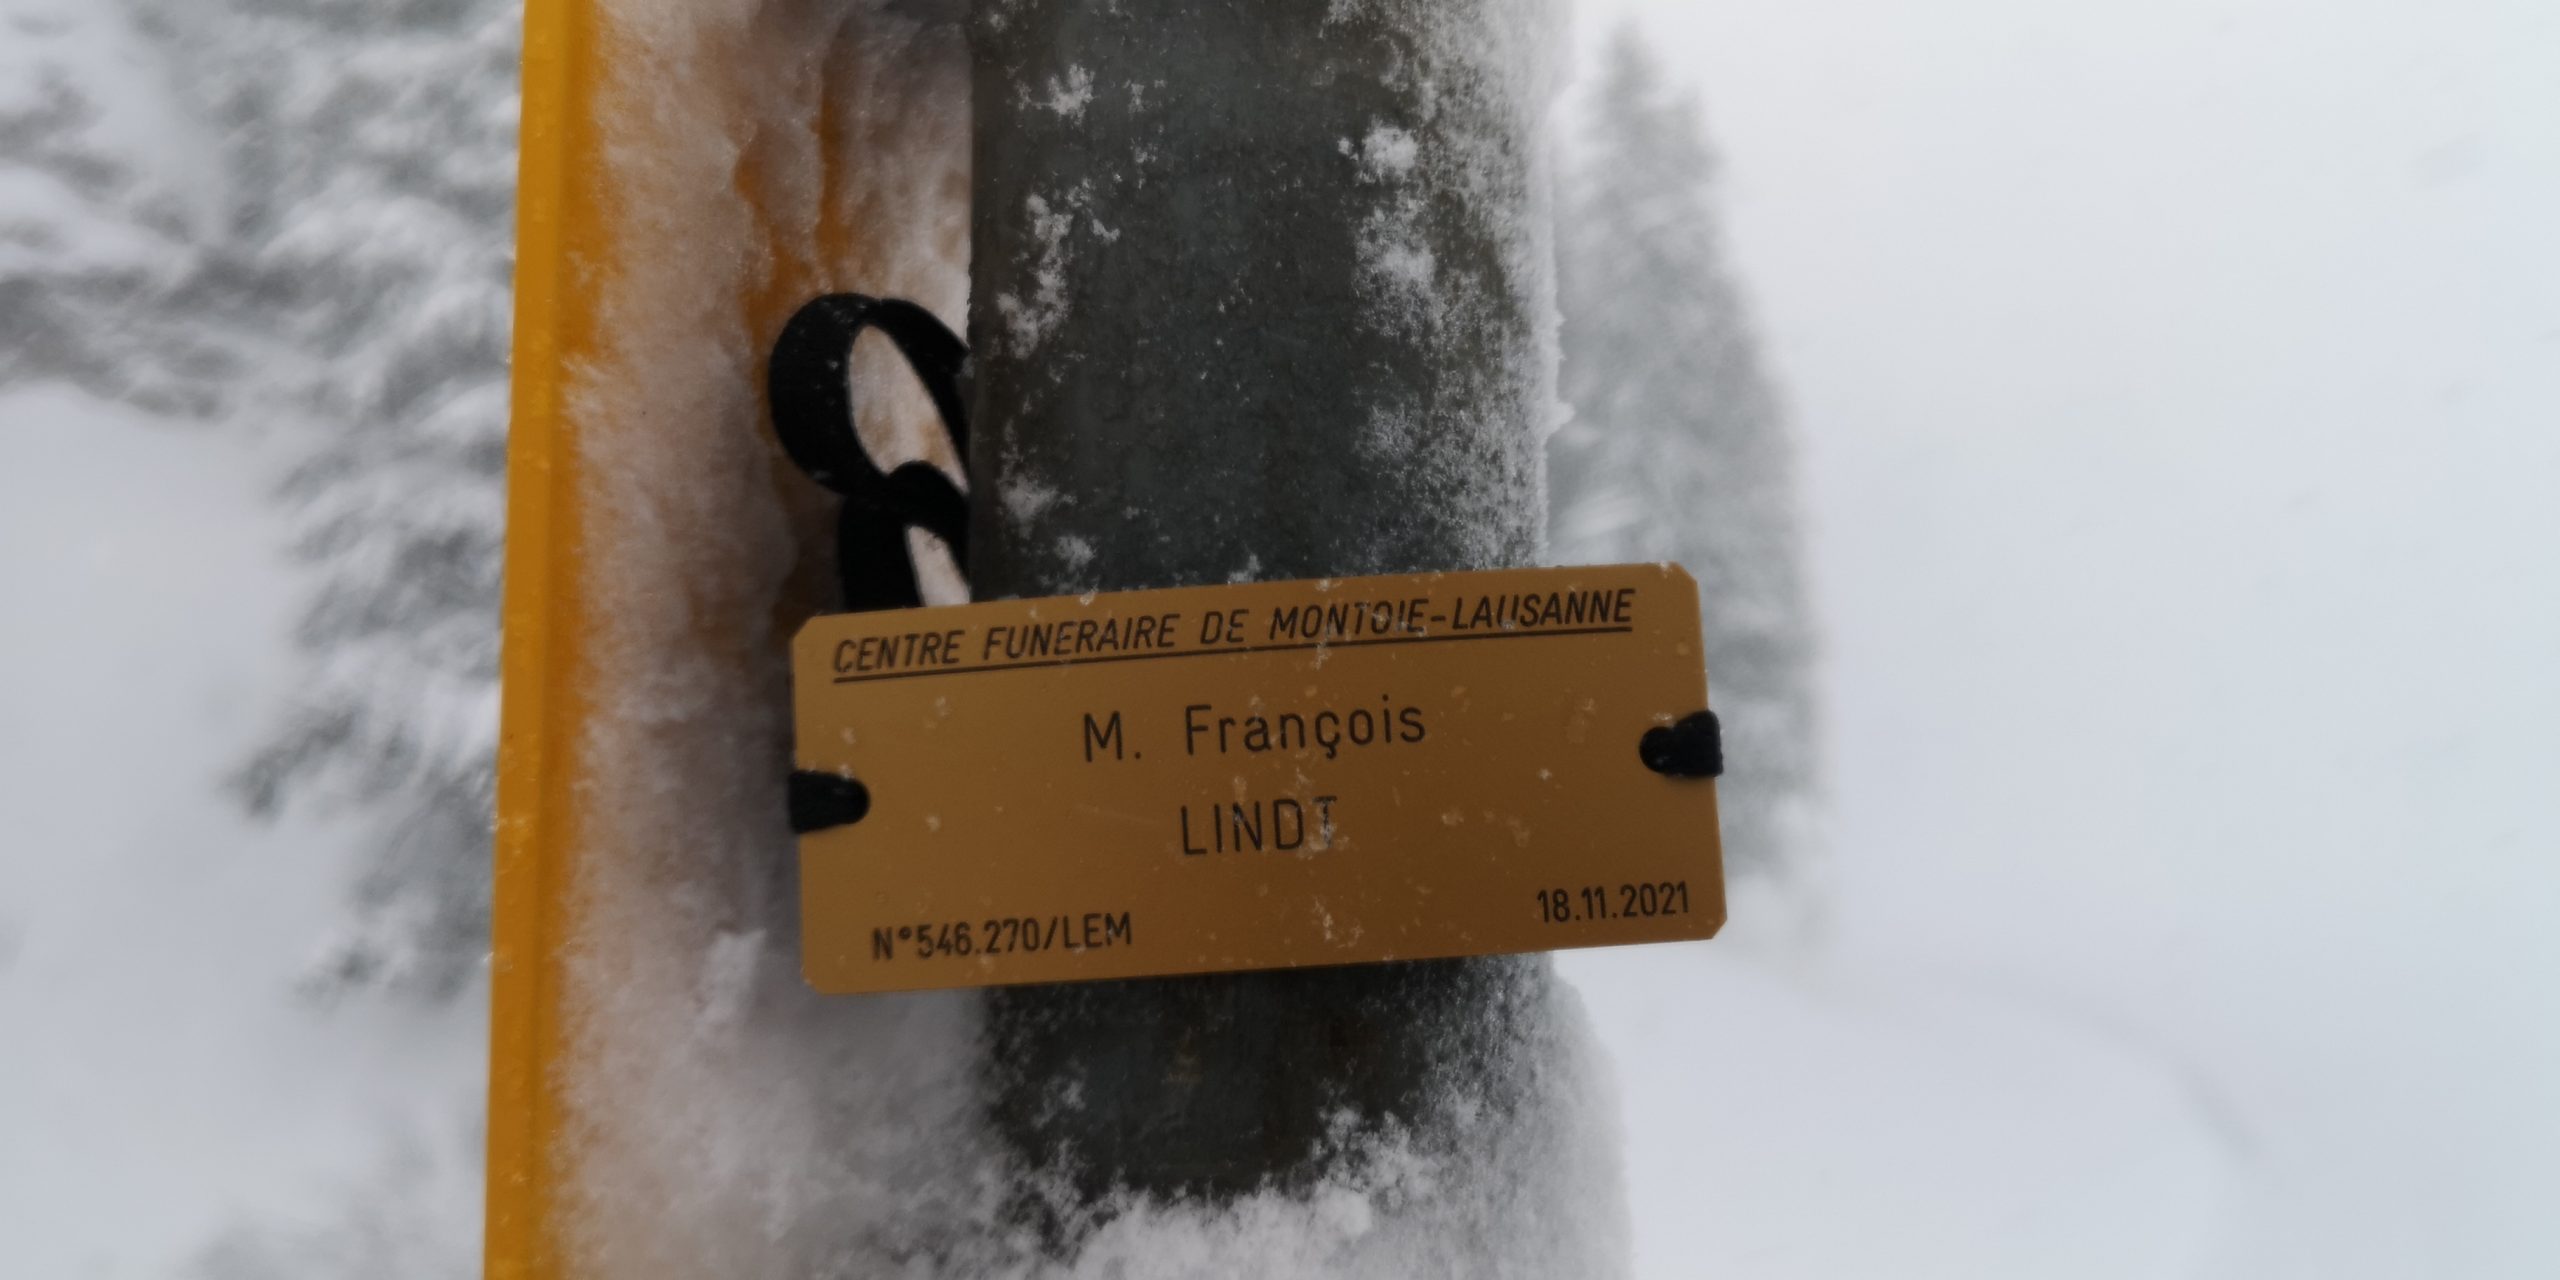 CENTRE FUNERAIRE DE MONTOIE-LAUSANNE
M. François
LINDT
N°546.270/LEM
18.11.2021